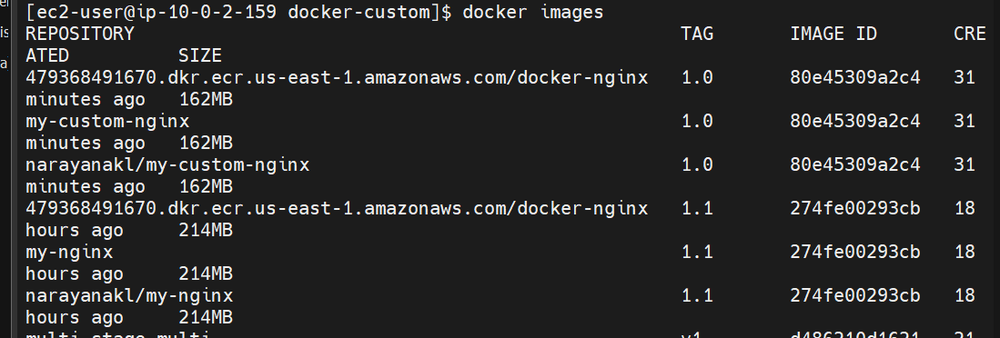 [ec2-user@ip-10-0-2-159 docker-custom]$ docker images
REPOSITORY TAG IMAGE ID CRE
ATED SIZE
479368491670.dkr.ecr.us-east-1.amazonaws.com/docker-nginx 1.0 80e45309a2c4 31
minutes ago 162MB
my-custom-nginx 1.0 80e45309a2c4 31
minutes ago 162MB
narayanakl/my-custom-nginx 1.0 80e45309a2c4 31
minutes ago 162MB
479368491670.dkr.ecr.us-east-1.amazonaws.com/docker-nginx 1.1 274fe00293cb 18
hours ago 214MB
my-nginx 1.1 274fe00293cb 18
hours ago 214MB
narayanakl/my-nginx 1.1 274fe00293cb 18
hours ago 214MB